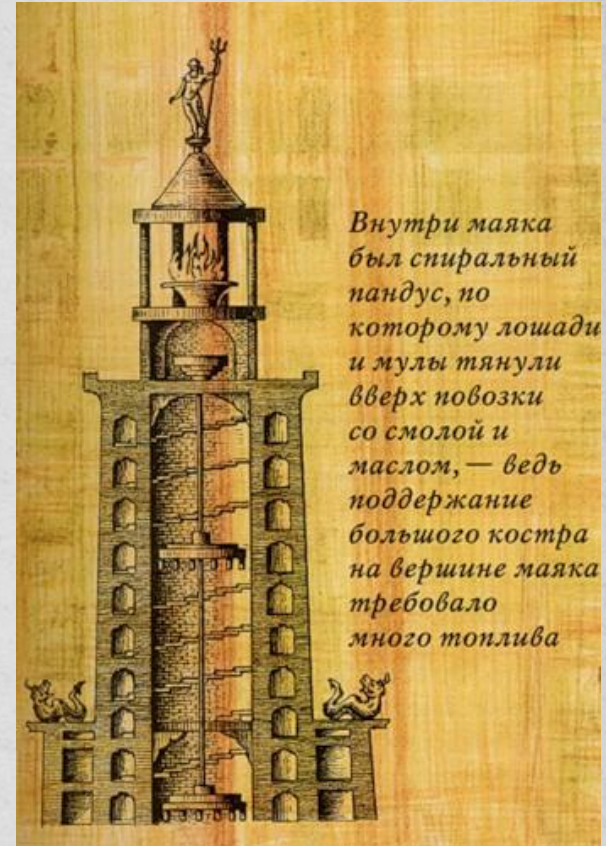 Внутри маяка
был спиральный
пандус, по
которому лошади
и мулы тянули
вверх повозки
со смолой и
маслом, — ведь
поддержание
большого костра
на вершине маяка
требовало
много топлива